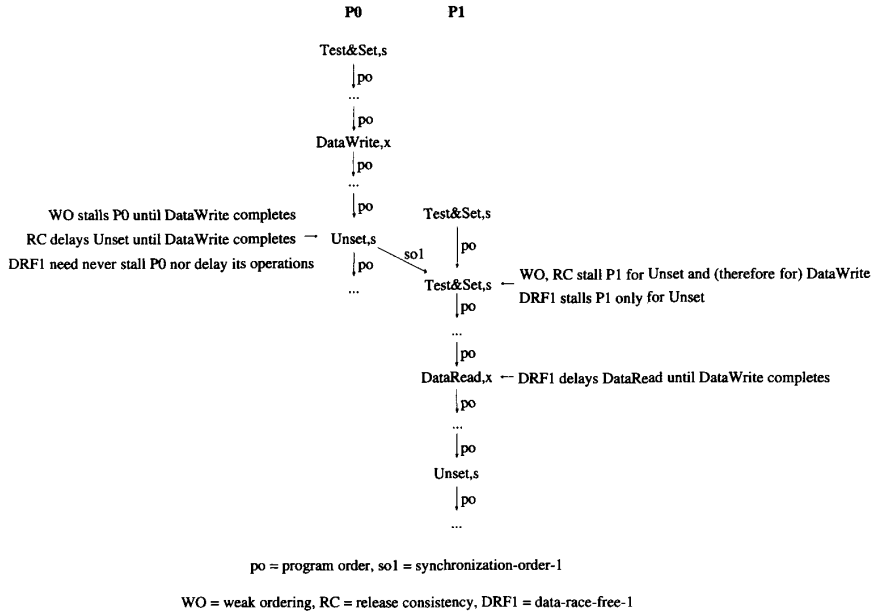 P0 P1
Test&Set,s
po
...
po
DataWrite,x
po
...
po
WO stalls P0 until DataWrite completes
Test&Set,s
RC delays Unset until DataWrite completes
Unset,s
so1
po
DRF1 need never stall P0 nor delay its operations
po
...
Test&Set,s
WO, RC stall P1 for Unset and (therefore for) DataWrite
DRF1 stalls P1 only for Unset
po
...
po
DataRead,x
DRF1 delays DataRead until DataWrite completes
po
...
po
Unset,s
po
...
po = program order, so1 = synchronization-order-1
WO = weak ordering, RC = release consistency, DRF1 = data-race-free-1